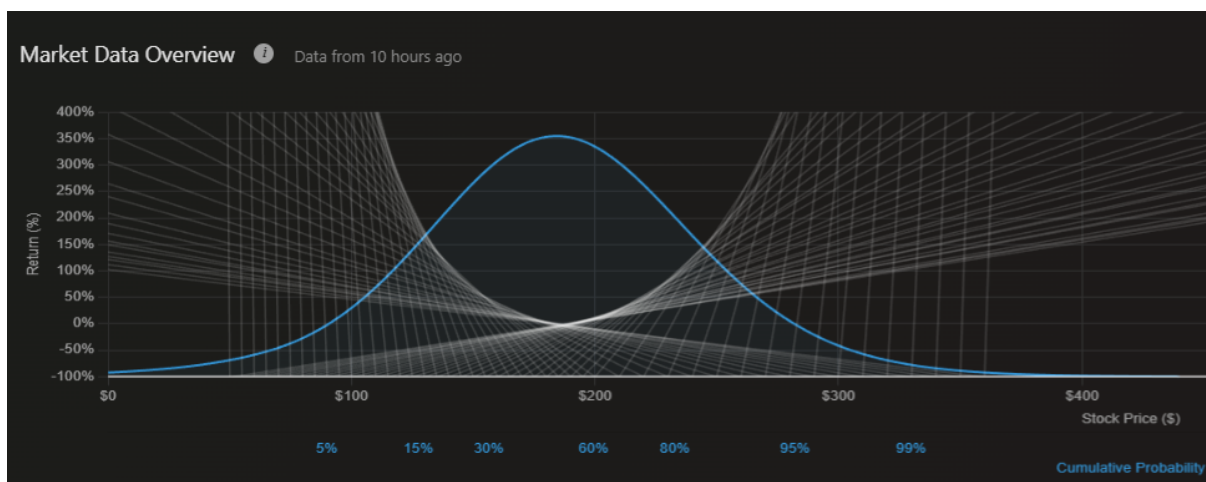 Market Data Overview i Data from 10 hours ago
400%
350%
300%
250%
200%
150%
100%
50%
0%
-50%
-100%
Return (%)
$0 $100 $200 $300 $400
Stock Price ($)
5% 15% 30% 60% 80% 95% 99%
Cumulative Probability